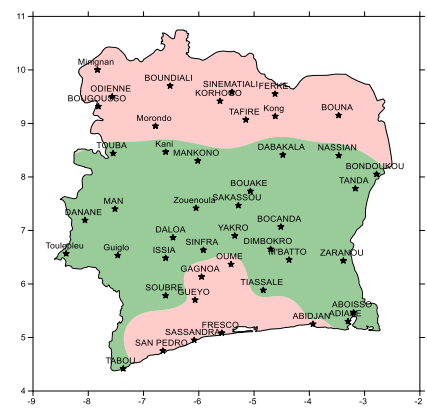 11
Minignan
10
BOUNDIALI
SINEMATIALI
FERKE
ODIENNE
KORHOGO
BOUGOUSSO
Kong
BOUNA
TAFIRE
9
Morondo
TOUBA
Kani
MANKONO
DABAKALA
NASSIAN
BONDOUKOU
8
TANDA
BOUAKE
MAN
Zouenoula
SAKASSOU
DANANE
BOCANDA
7
DALOA
YAKRO
Toulepleu
Guiglo
SINFRA
DIMBOKRO
ISSIA
M'BATTO
ZARANOU
OUME
GAGNOA
6
SOUBRE
GUEYO
TIASSALE
ABOISSO
ABIDJAN
ADIAKE
FRESCO
SASSANDRA
5
SAN PEDRO
TABOU
4
-9
-8
-7
-6
-5
-4
-3
-2